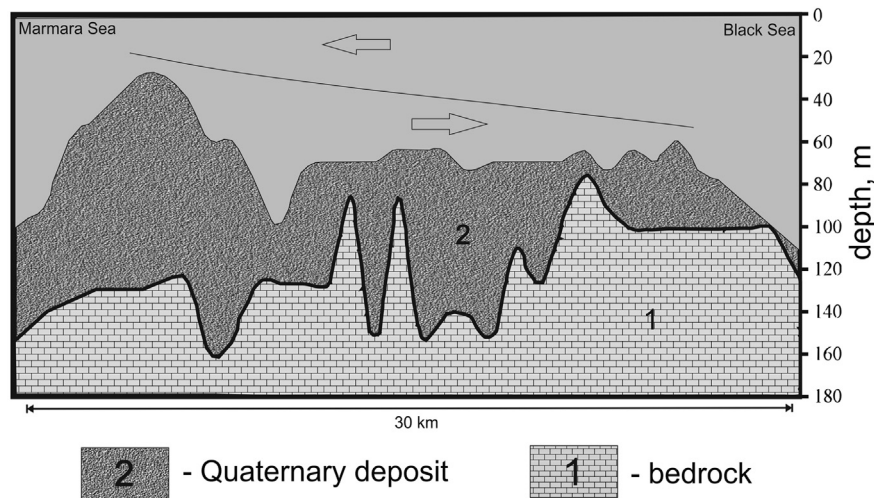 Marmara Sea
Black Sea
0
20
40
60
80
100
120
140
160
180
depth, m
2
1
30 km
2 - Quaternary deposit
1 - bedrock